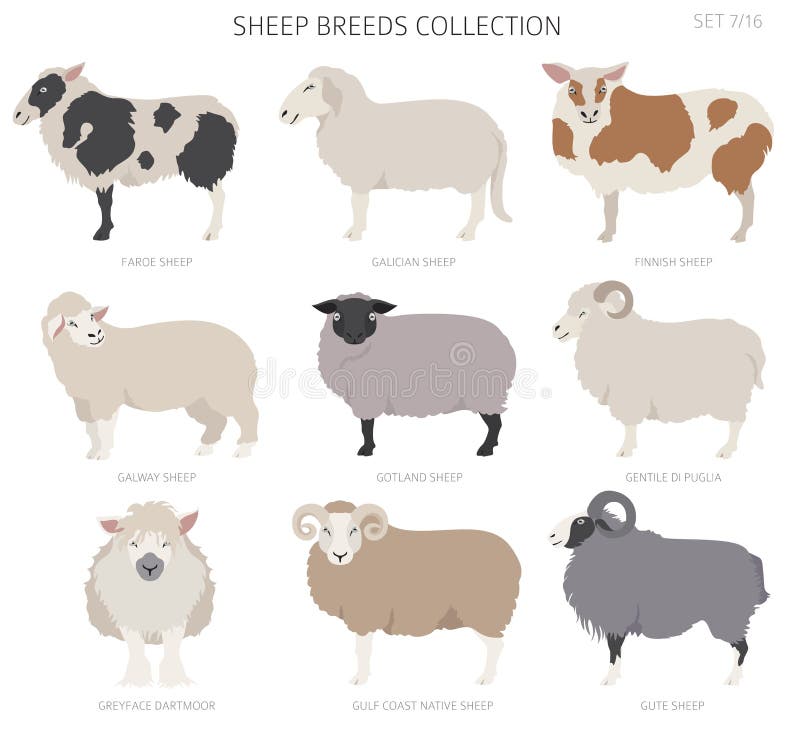 SHEEP BREEDS COLLECTION
SET 7/16
FAROE SHEEP
GALICIAN SHEEP
FINNISH SHEEP
GALWAY SHEEP
GOTLAND SHEEP
GENTILE DI PUGLIA
GREYFACE DARTMOOR
GULF COAST NATIVE SHEEP
GUTE SHEEP
dreamstime